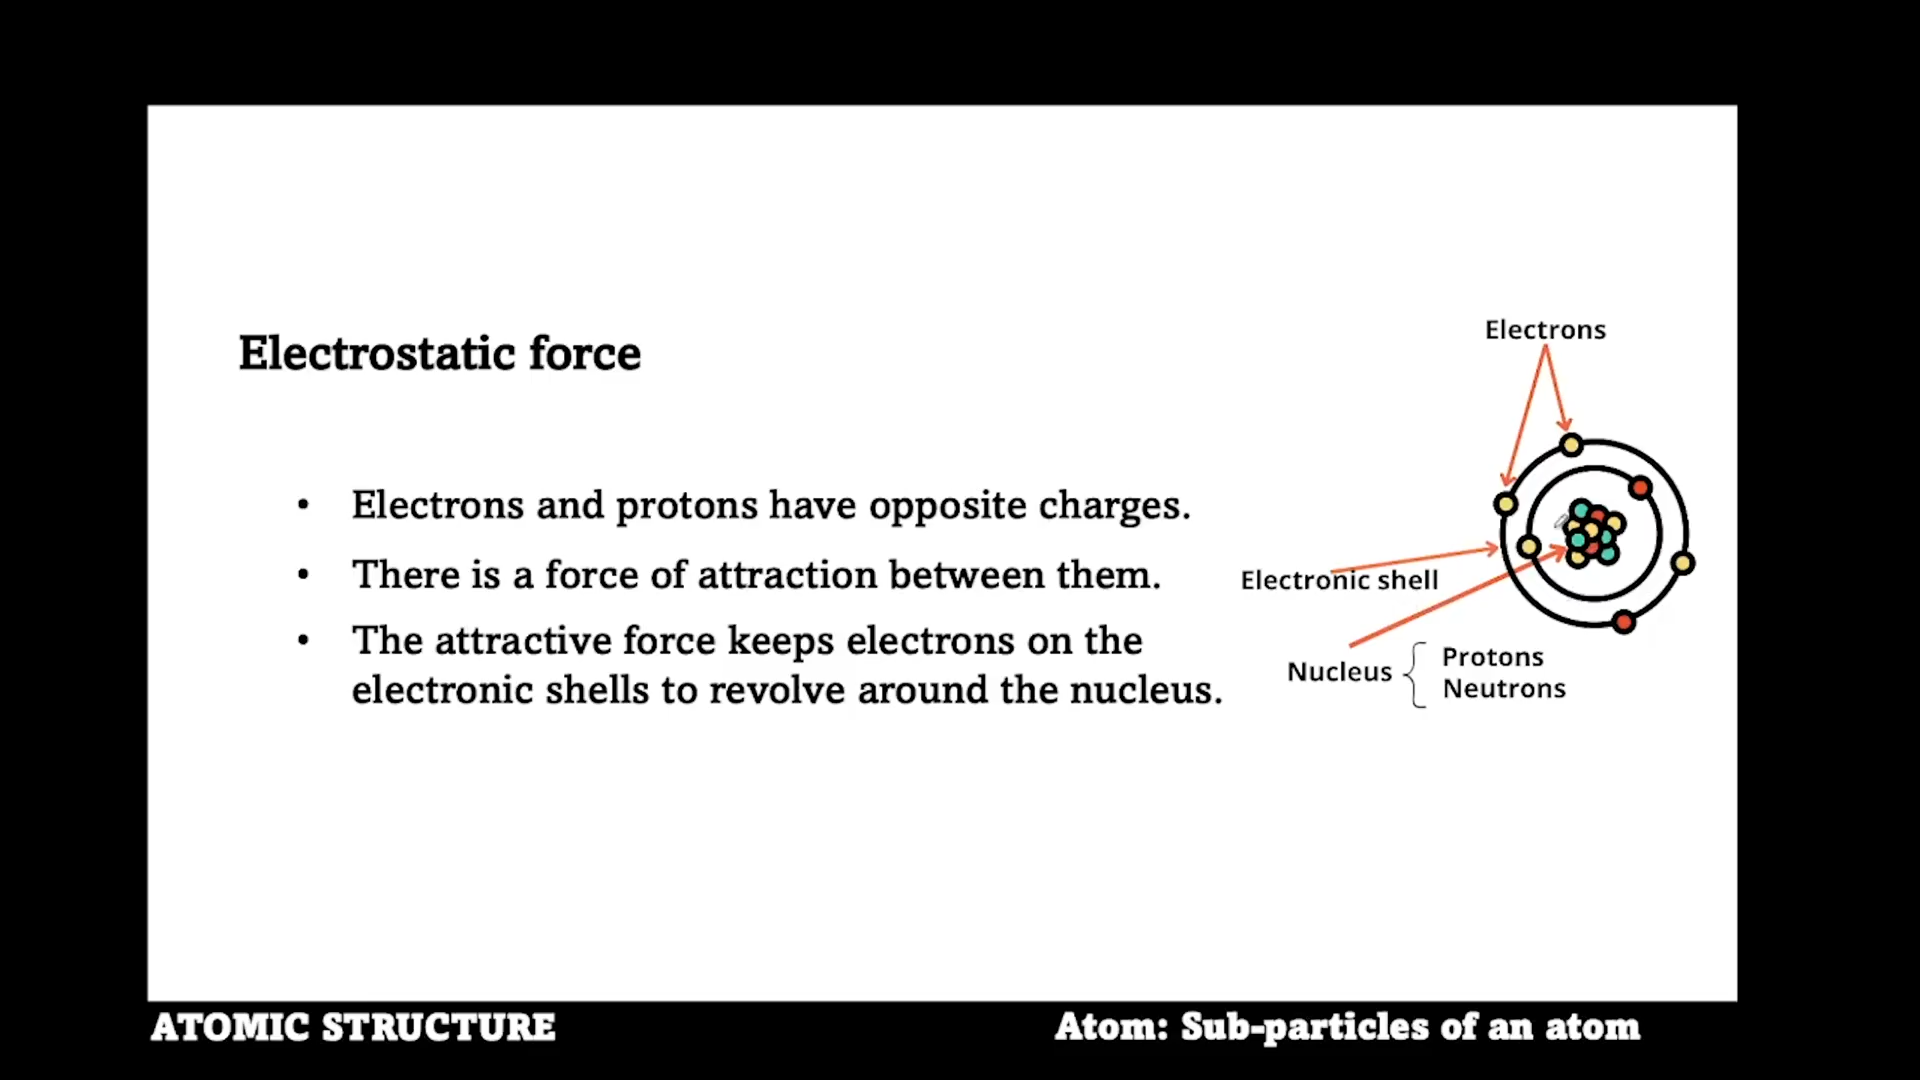 Electrostatic force
• Electrons and protons have opposite charges.
• There is a force of attraction between them.
• The attractive force keeps electrons on the
electronic shells to revolve around the nucleus.
Electrons
Electronic shell
Nucleus
Protons
Neutrons
ATOMIC STRUCTURE
Atom: Sub-particles of an atom